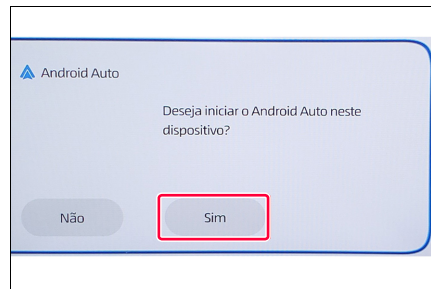 Android Auto
Deseja iniciar o Android Auto neste
dispositivo?
Não
Sim